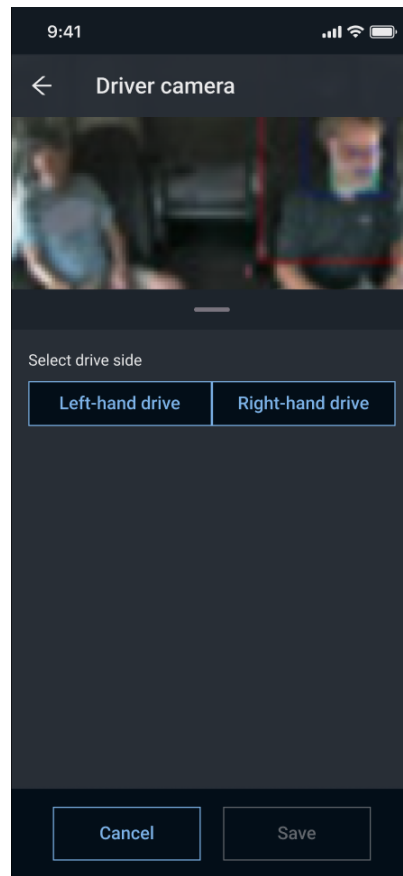 9:41
Driver camera
Select drive side
Left-hand drive Right-hand drive
Cancel Save